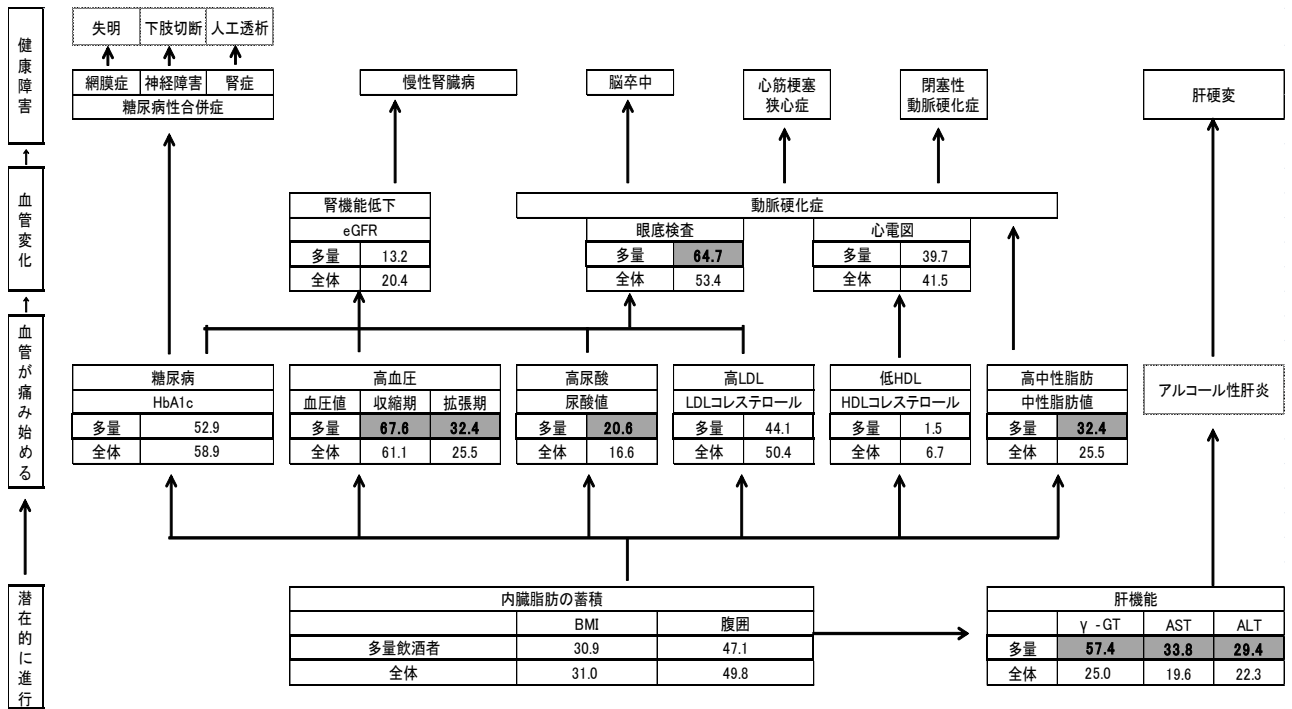 健康障害
失明 下肢切断 人工透析
網膜症 神経障害 腎症
糖尿病性合併症
慢性腎臓病
脳卒中
心筋梗塞
狭心症
閉塞性
動脈硬化症
肝硬変
血管変化
腎機能低下
eGFR
多量 13.2
全体 20.4
動脈硬化症
眼底検査
多量 64.7
全体 53.4
心電図
多量 39.7
全体 41.5
血管が痛み始める
糖尿病
HbA1c
多量 52.9
全体 58.9
高血圧
血圧値 収縮期 拡張期
多量 67.6 32.4
全体 61.1 25.5
高尿酸
尿酸値
多量 20.6
全体 16.6
高LDL
LDLコレステロール
多量 44.1
全体 50.4
低HDL
HDLコレステロール
多量 1.5
全体 6.7
高中性脂肪
中性脂肪値
多量 32.4
全体 25.5
アルコール性肝炎
潜在的に進行
内臓脂肪の蓄積
BMI 腹囲
多量飲酒者 30.9 47.1
全体 31.0 49.8
肝機能
γ-GT AST ALT
多量 57.4 33.8 29.4
全体 25.0 19.6 22.3